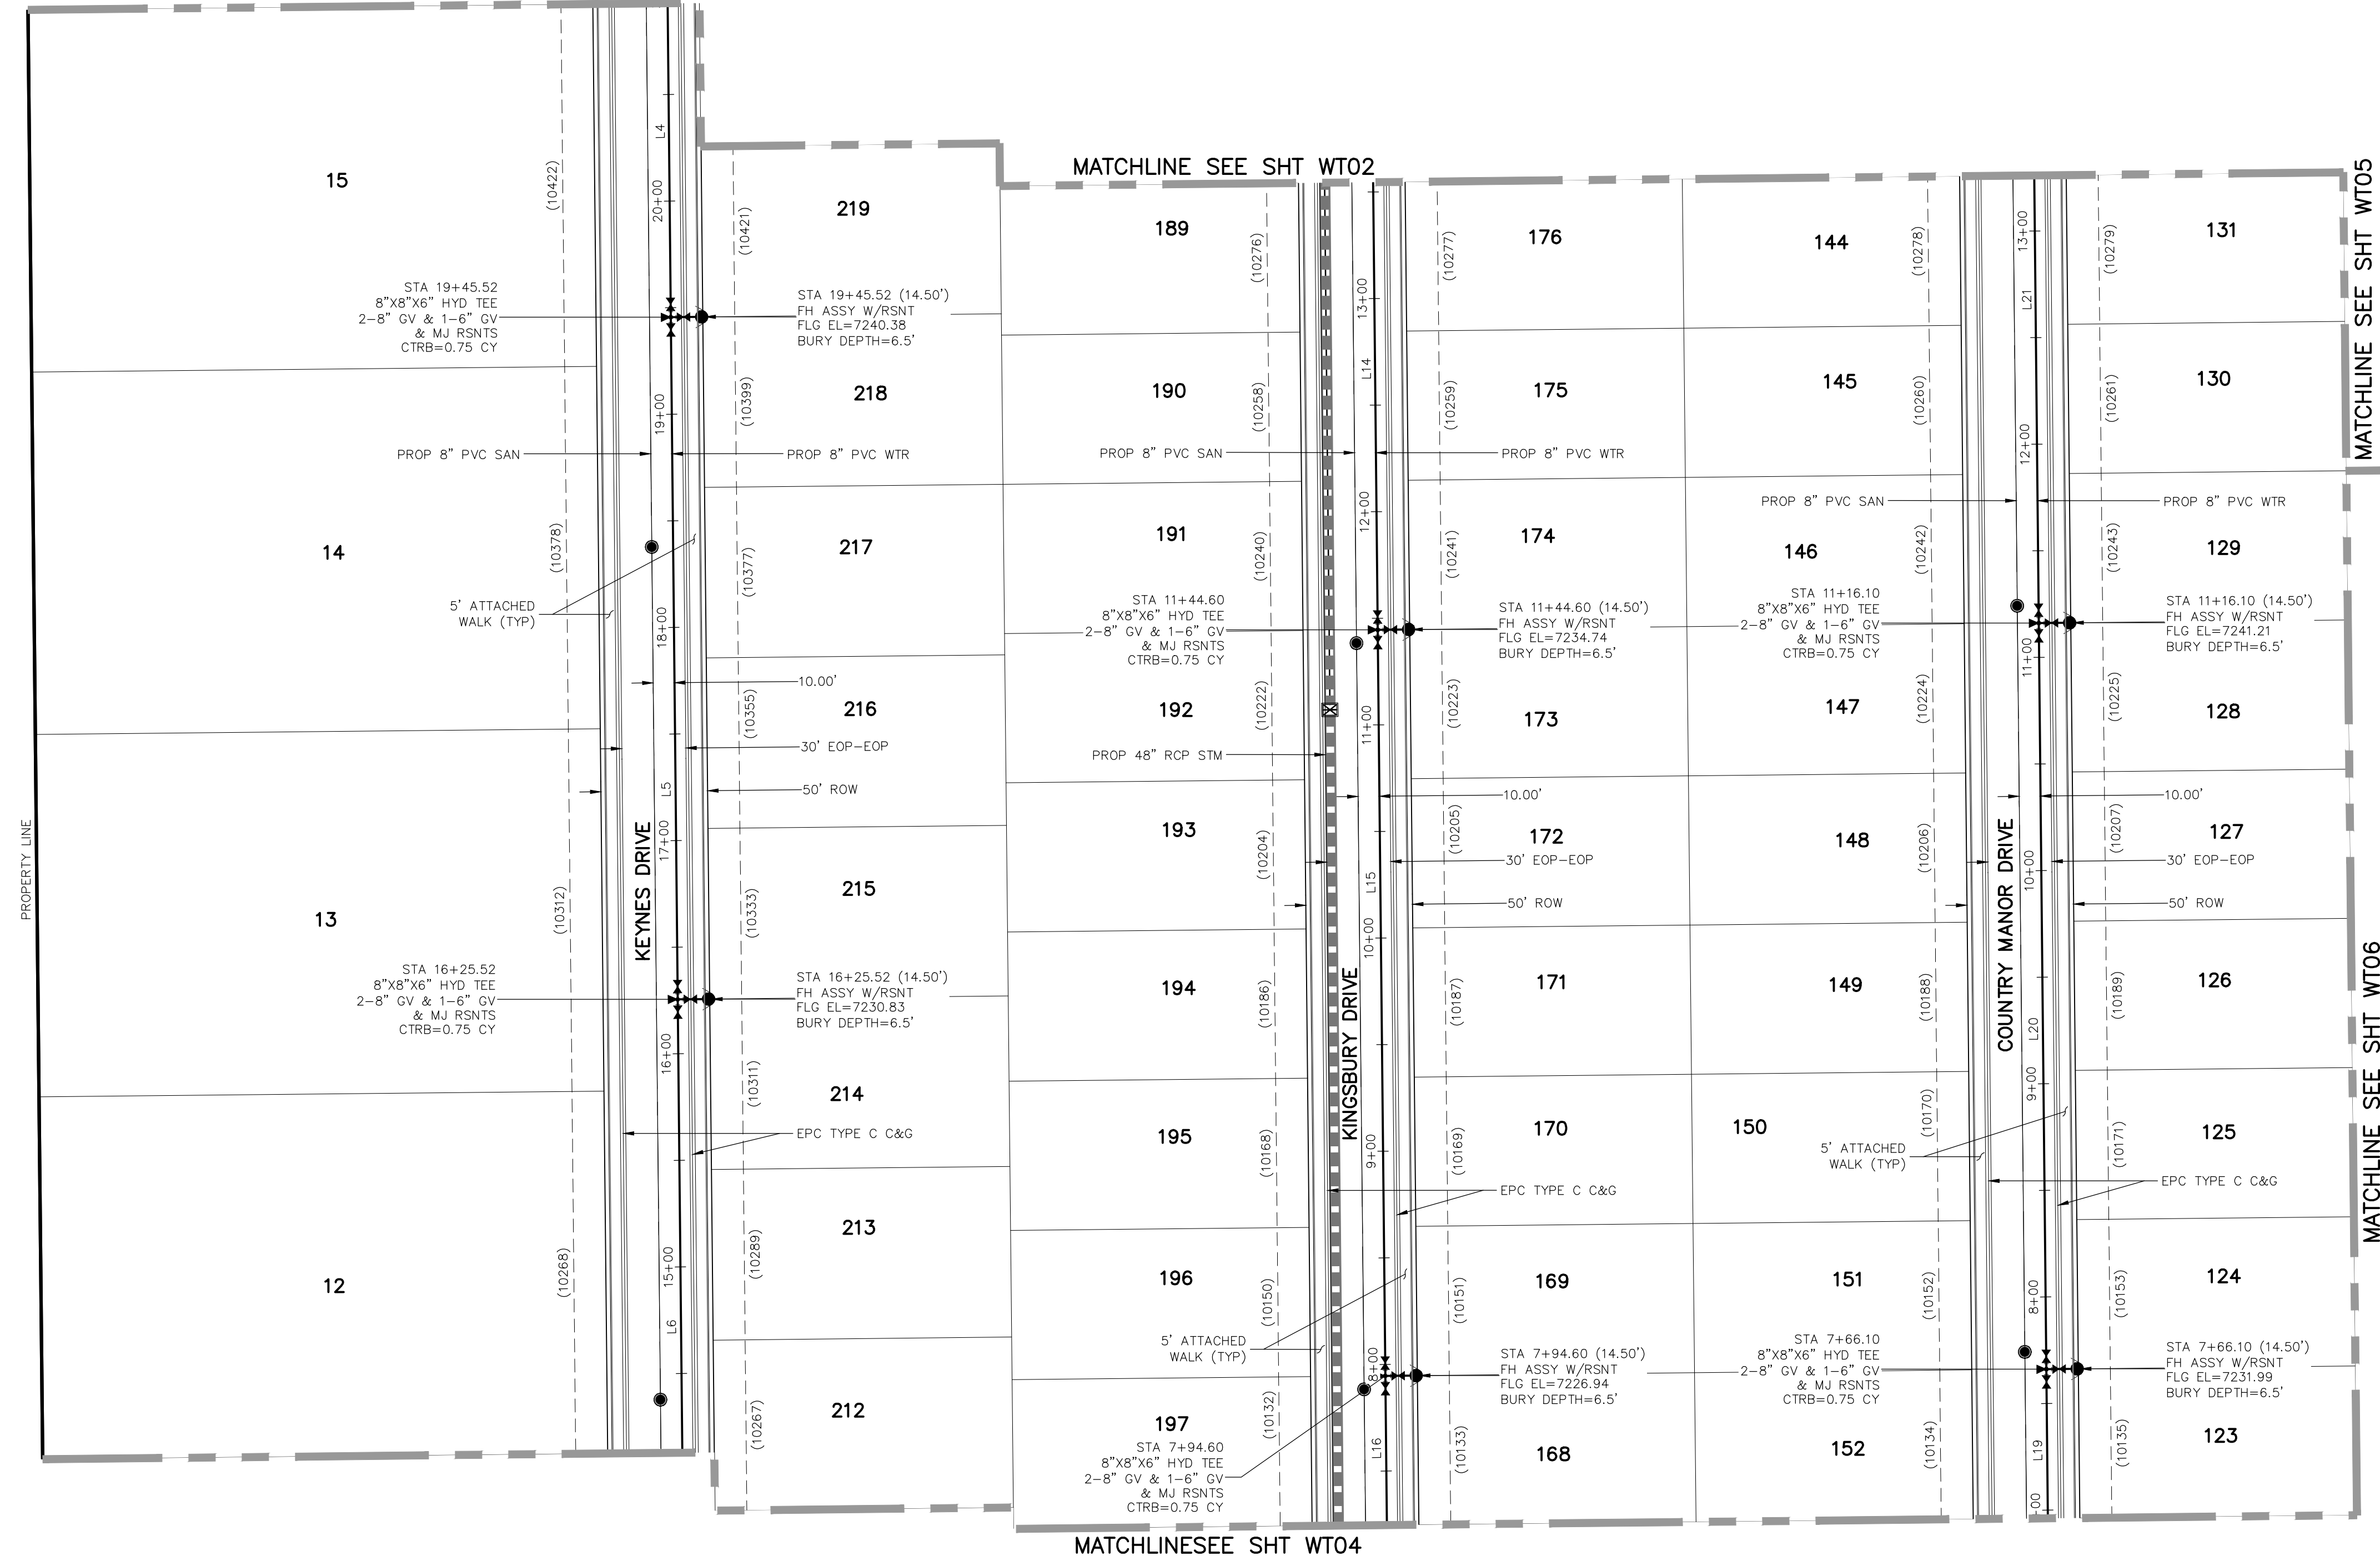 MATCHLINE SEE SHT WT02
MATCHLINE SEE SHT WT05
MATCHLINE SEE SHT WT06
MATCHLINESEE SHT WT04
PROPERTY LINE
15
14
13
12
(10422)
(10378)
(10312)
(10268)
STA 19+45.52
8"X8"X6" HYD TEE
2-8" GV & 1-6" GV
& MJ RSNTS
CTRB=0.75 CY
PROP 8" PVC SAN
5' ATTACHED
WALK (TYP)
STA 16+25.52
8"X8"X6" HYD TEE
2-8" GV & 1-6" GV
& MJ RSNTS
CTRB=0.75 CY
KEYNES DRIVE
L4
20+00
19+00
18+00
L5
17+00
16+00
15+00
L6
(10421)
(10399)
(10377)
(10355)
(10333)
(10311)
(10289)
(10267)
219
STA 19+45.52 (14.50')
FH ASSY W/RSNT
FLG EL=7240.38
BURY DEPTH=6.5'
218
PROP 8" PVC WTR
217
10.00'
216
30' EOP-EOP
50' ROW
215
STA 16+25.52 (14.50')
FH ASSY W/RSNT
FLG EL=7230.83
BURY DEPTH=6.5'
214
EPC TYPE C C&G
213
212
189
190
PROP 8" PVC SAN
191
STA 11+44.60
8"X8"X6" HYD TEE
2-8" GV & 1-6" GV
& MJ RSNTS
CTRB=0.75 CY
192
PROP 48" RCP STM
193
194
195
196
5' ATTACHED
WALK (TYP)
197
STA 7+94.60
8"X8"X6" HYD TEE
2-8" GV & 1-6" GV
& MJ RSNTS
CTRB=0.75 CY
(10276)
(10258)
(10240)
(10222)
(10204)
(10186)
(10168)
(10150)
(10132)
KINGSBURY DRIVE
13+00
L14
12+00
11+00
L15
10+00
9+00
8+00
L16
(10277)
(10259)
(10241)
(10223)
(10205)
(10187)
(10169)
(10151)
(10133)
176
175
PROP 8" PVC WTR
174
STA 11+44.60 (14.50')
FH ASSY W/RSNT
FLG EL=7234.74
BURY DEPTH=6.5'
173
10.00'
172
30' EOP-EOP
50' ROW
171
170
EPC TYPE C C&G
169
STA 7+94.60 (14.50')
FH ASSY W/RSNT
FLG EL=7226.94
BURY DEPTH=6.5'
168
144
145
PROP 8" PVC SAN
146
STA 11+16.10
8"X8"X6" HYD TEE
2-8" GV & 1-6" GV
& MJ RSNTS
CTRB=0.75 CY
147
148
149
150
5' ATTACHED
WALK (TYP)
151
STA 7+66.10
8"X8"X6" HYD TEE
2-8" GV & 1-6" GV
& MJ RSNTS
CTRB=0.75 CY
152
(10278)
(10260)
(10242)
(10224)
(10206)
(10188)
(10170)
(10152)
(10134)
COUNTRY MANOR DRIVE
13+00
L21
12+00
11+00
10+00
L20
9+00
8+00
L19
00
(10279)
(10261)
(10243)
(10225)
(10207)
(10189)
(10171)
(10153)
(10135)
131
130
PROP 8" PVC WTR
129
STA 11+16.10 (14.50')
FH ASSY W/RSNT
FLG EL=7241.21
BURY DEPTH=6.5'
128
10.00'
127
30' EOP-EOP
50' ROW
126
125
EPC TYPE C C&G
124
STA 7+66.10 (14.50')
FH ASSY W/RSNT
FLG EL=7231.99
BURY DEPTH=6.5'
123